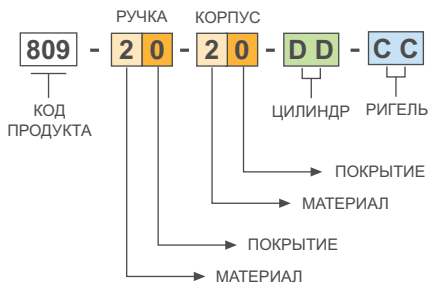 РУЧКА КОРПУС
809 - 2 0 - 2 0 - D D - C C
КОД
ПРОДУКТА
ЦИЛИНДР РИГЕЛЬ
ПОКРЫТИЕ
МАТЕРИАЛ
ПОКРЫТИЕ
МАТЕРИАЛ